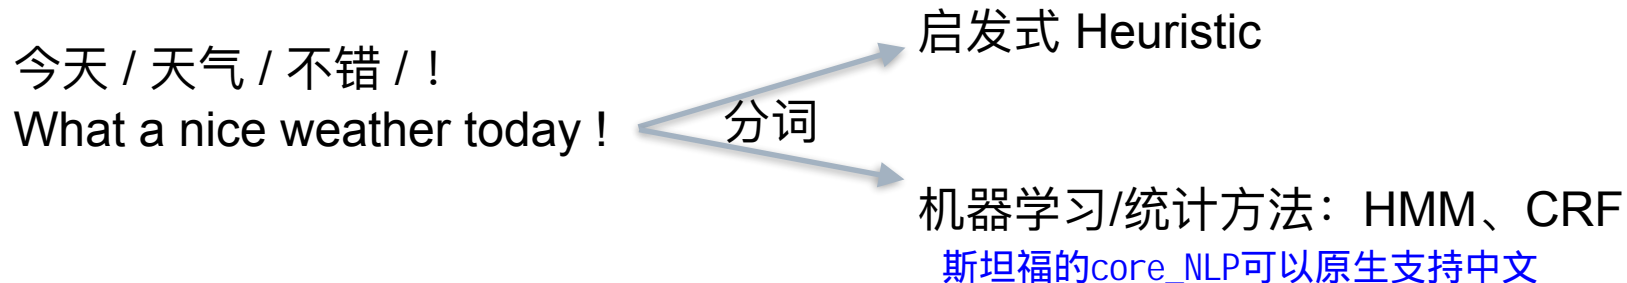 今天 / 天气 / 不错 / ！
What a nice weather today !
分词
启发式 Heuristic
机器学习/统计方法：HMM、CRF
斯坦福的core_NLP可以原生支持中文